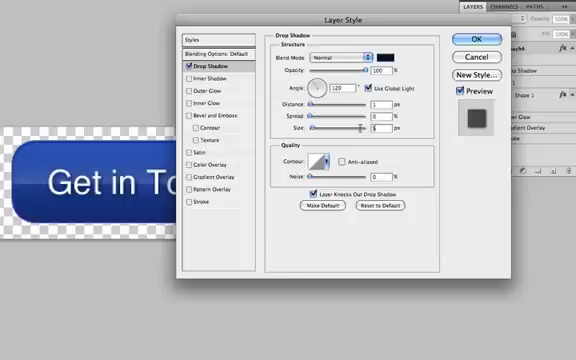 LAYERS CHANNELS PATHS
Layer Style
Opacity: 100%
Styles
Blending Options: Default
Drop Shadow
Inner Shadow
Outer Glow
Inner Glow
Bevel and Emboss
Contour
Texture
Satin
Color Overlay
Gradient Overlay
Pattern Overlay
Stroke
Drop Shadow
Structure
Blend Mode: Normal
Opacity: 100 %
Angle: 120 ° Use Global Light
Distance: 1 px
Spread: 0 %
Size: 5 px
Quality
Contour: Anti-aliased
Noise: 0 %
Layer Knocks Out Drop Shadow
Make Default Reset to Default
OK
Cancel
New Style...
Preview
Shape 1
Effects
Gradient Overlay
Get in To